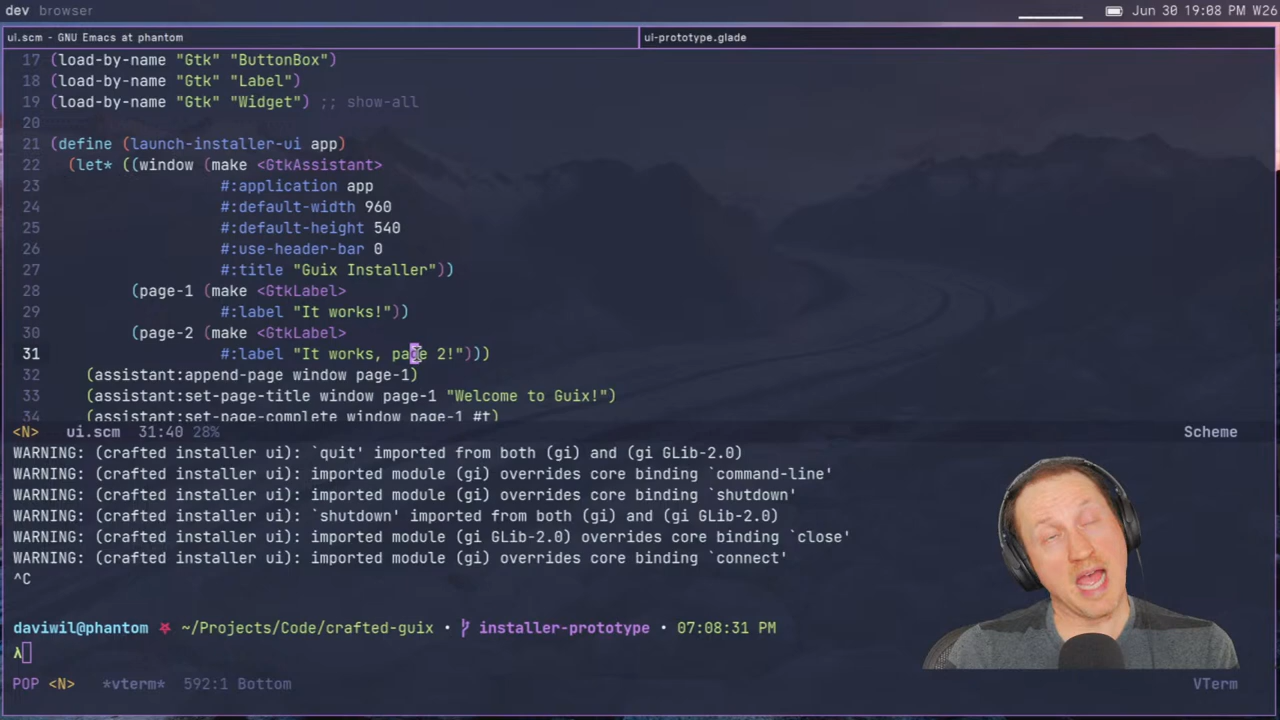 dev browser
Jun 30 19:08 PM W26
ui.scm - GNU Emacs at phantom
ui-prototype.glade
17 (load-by-name "Gtk" "ButtonBox")
18 (load-by-name "Gtk" "Label")
19 (load-by-name "Gtk" "Widget") ;; show-all
20
21 (define (launch-installer-ui app)
22 (let* ((window (make <GtkAssistant>
23 #:application app
24 #:default-width 960
25 #:default-height 540
26 #:use-header-bar 0
27 #:title "Guix Installer"))
28 (page-1 (make <GtkLabel>
29 #:label "It works!"))
30 (page-2 (make <GtkLabel>
31 #:label "It works, page 2!")))
32 (assistant:append-page window page-1)
33 (assistant:set-page-title window page-1 "Welcome to Guix!")
34 (assistant:set-page-complete window page-1 #t)
<N> ui.scm 31:40 28% Scheme
WARNING: (crafted installer ui): `quit' imported from both (gi) and (gi GLib-2.0)
WARNING: (crafted installer ui): imported module (gi) overrides core binding `command-line'
WARNING: (crafted installer ui): imported module (gi) overrides core binding `shutdown'
WARNING: (crafted installer ui): `shutdown' imported from both (gi) and (gi GLib-2.0)
WARNING: (crafted installer ui): imported module (gi GLib-2.0) overrides core binding `close'
WARNING: (crafted installer ui): imported module (gi) overrides core binding `connect'
^C
daviwil@phantom ~/Projects/Code/crafted-guix • installer-prototype • 07:08:31 PM
λ
POP <N> *vterm* 592:1 Bottom VTerm